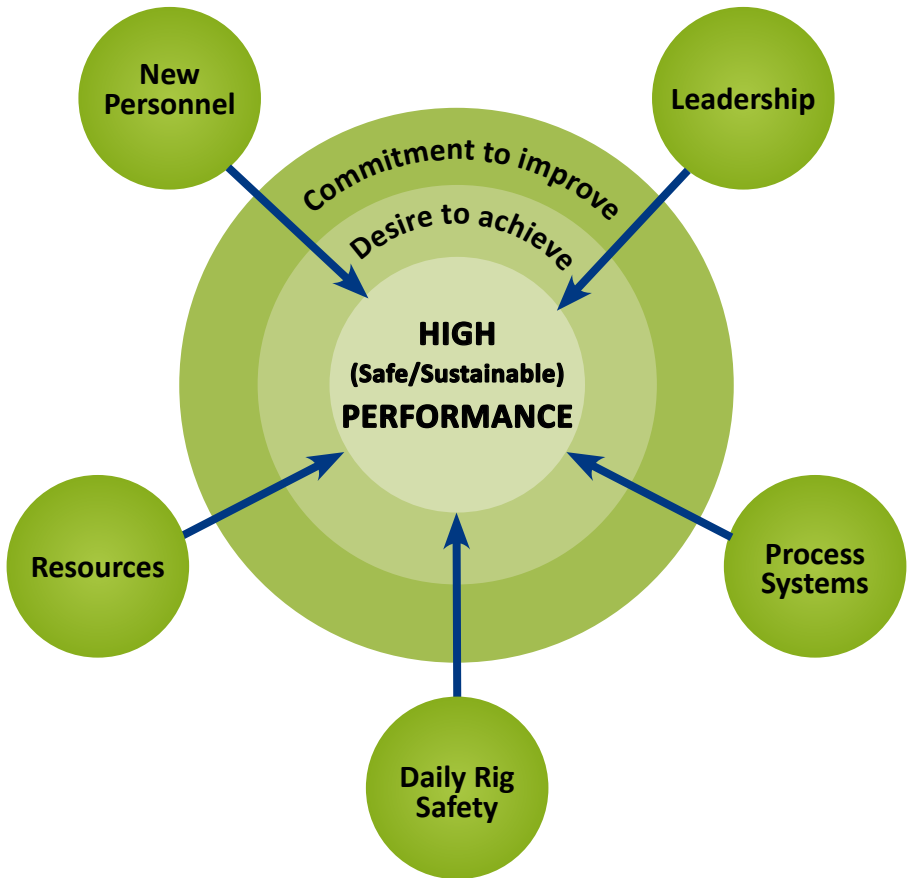 New
Personnel
Leadership
Commitment to improve
Desire to achieve
HIGH
(Safe/Sustainable)
PERFORMANCE
Resources
Process
Systems
Daily Rig
Safety